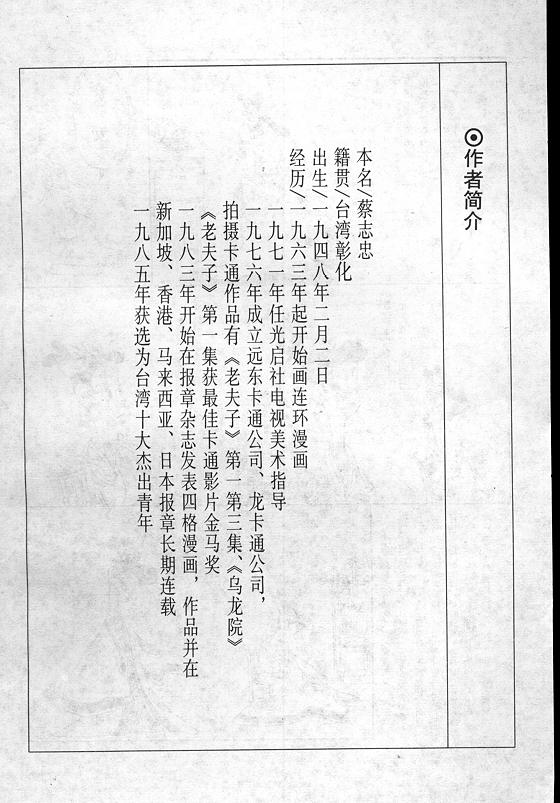 ⊙作者简介
本名/蔡志忠
籍贯/台湾彰化
出生/一九四八年二月二日
经历/一九六三年起开始画连环漫画
一九七一年任光启社电视美术指导
一九七六年成立远东卡通公司、龙卡通公司，
拍摄卡通作品有《老夫子》第一第三集、《乌龙院》
《老夫子》第一集获最佳卡通影片金马奖
一九八三年开始在报章杂志发表四格漫画，作品并在
新加坡、香港、马来西亚、日本报章长期连载
一九八五年获选为台湾十大杰出青年